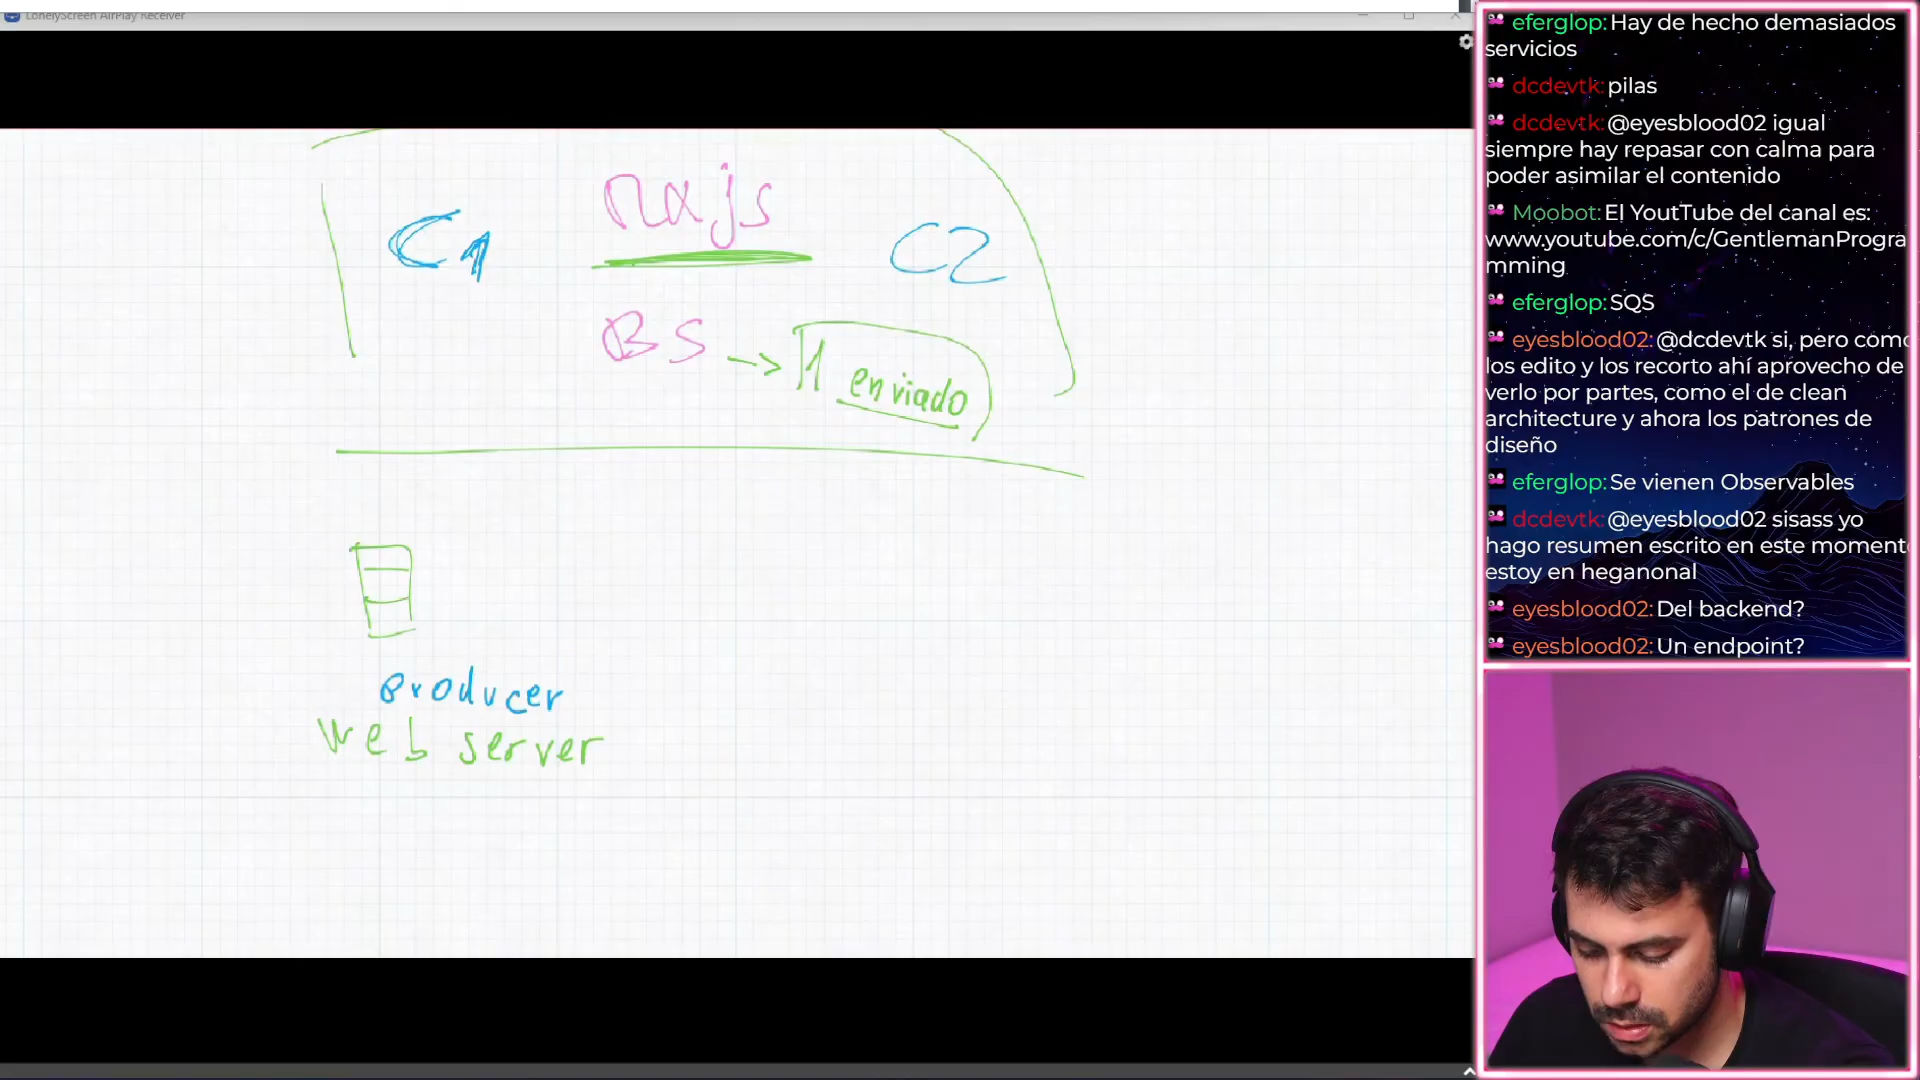 LonelyScreen AirPlay Receiver
C1
rxjs
C2
BS
1
enviado
producer
web server
eferglop: Hay de hecho demasiados
servicios
dcdevtk: pilas
dcdevtk: @eyesblood02 igual
siempre hay repasar con calma para
poder asimilar el contenido
Moobot: El YoutTube del canal es:
www.youtube.com/c/GentlemanProgra
mming
eferglop: SQS
eyesblood02: @dcdevtk si, pero como
los edito y los recorto ahí aprovecho de
verlo por partes, como el de clean
architecture y ahora los patrones de
diseño
eferglop: Se vienen Observables
dcdevtk: @eyesblood02 sisass yo
hago resumen escrito en este momento
estoy en heganonal
eyesblood02: Del backend?
eyesblood02: Un endpoint?